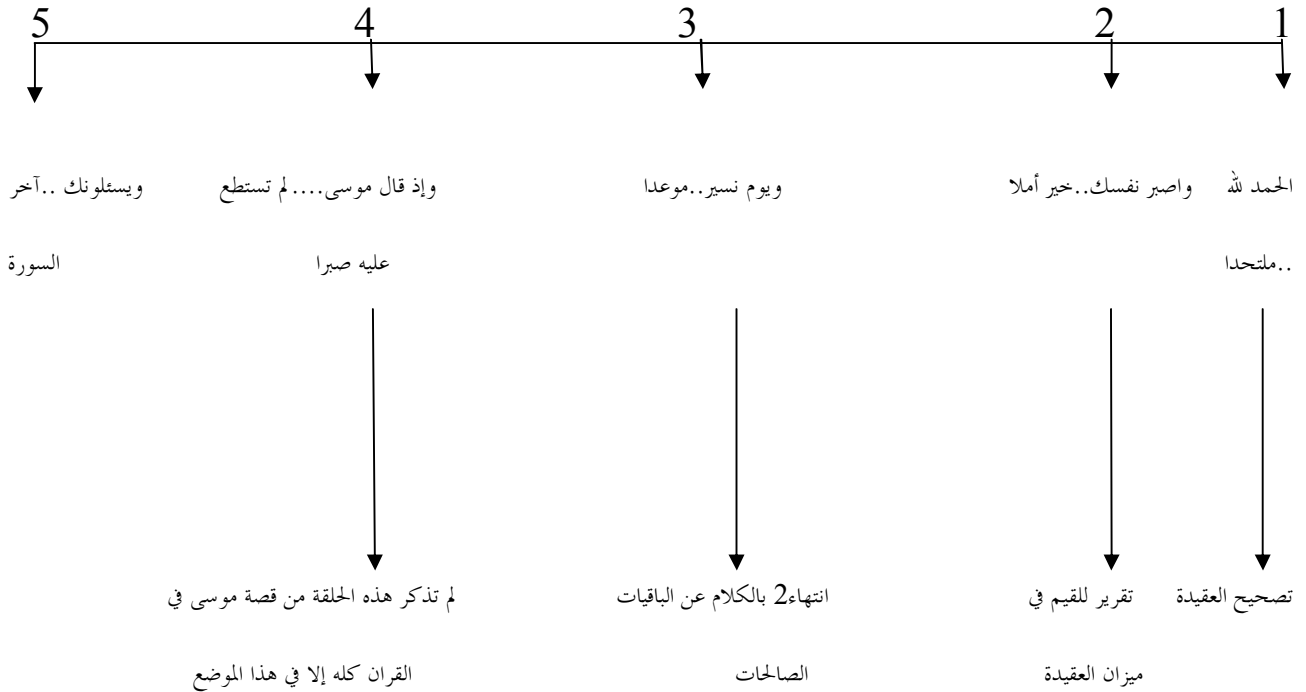 1 2 3 4 5
الحمد لله واصبر نفسك..خير أملا ويوم نسير..موعدا وإذ قال موسى....لم تستطع ويسئلونك ..آخر
..ملتحدا عليه صبرا السورة
تصحيح العقيدة تقرير للقيم في انتهاء2 بالكلام عن الباقيات لم تذكر هذه الحلقة من قصة موسى في
ميزان العقيدة الصالحات القران كله إلا في هذا الموضع